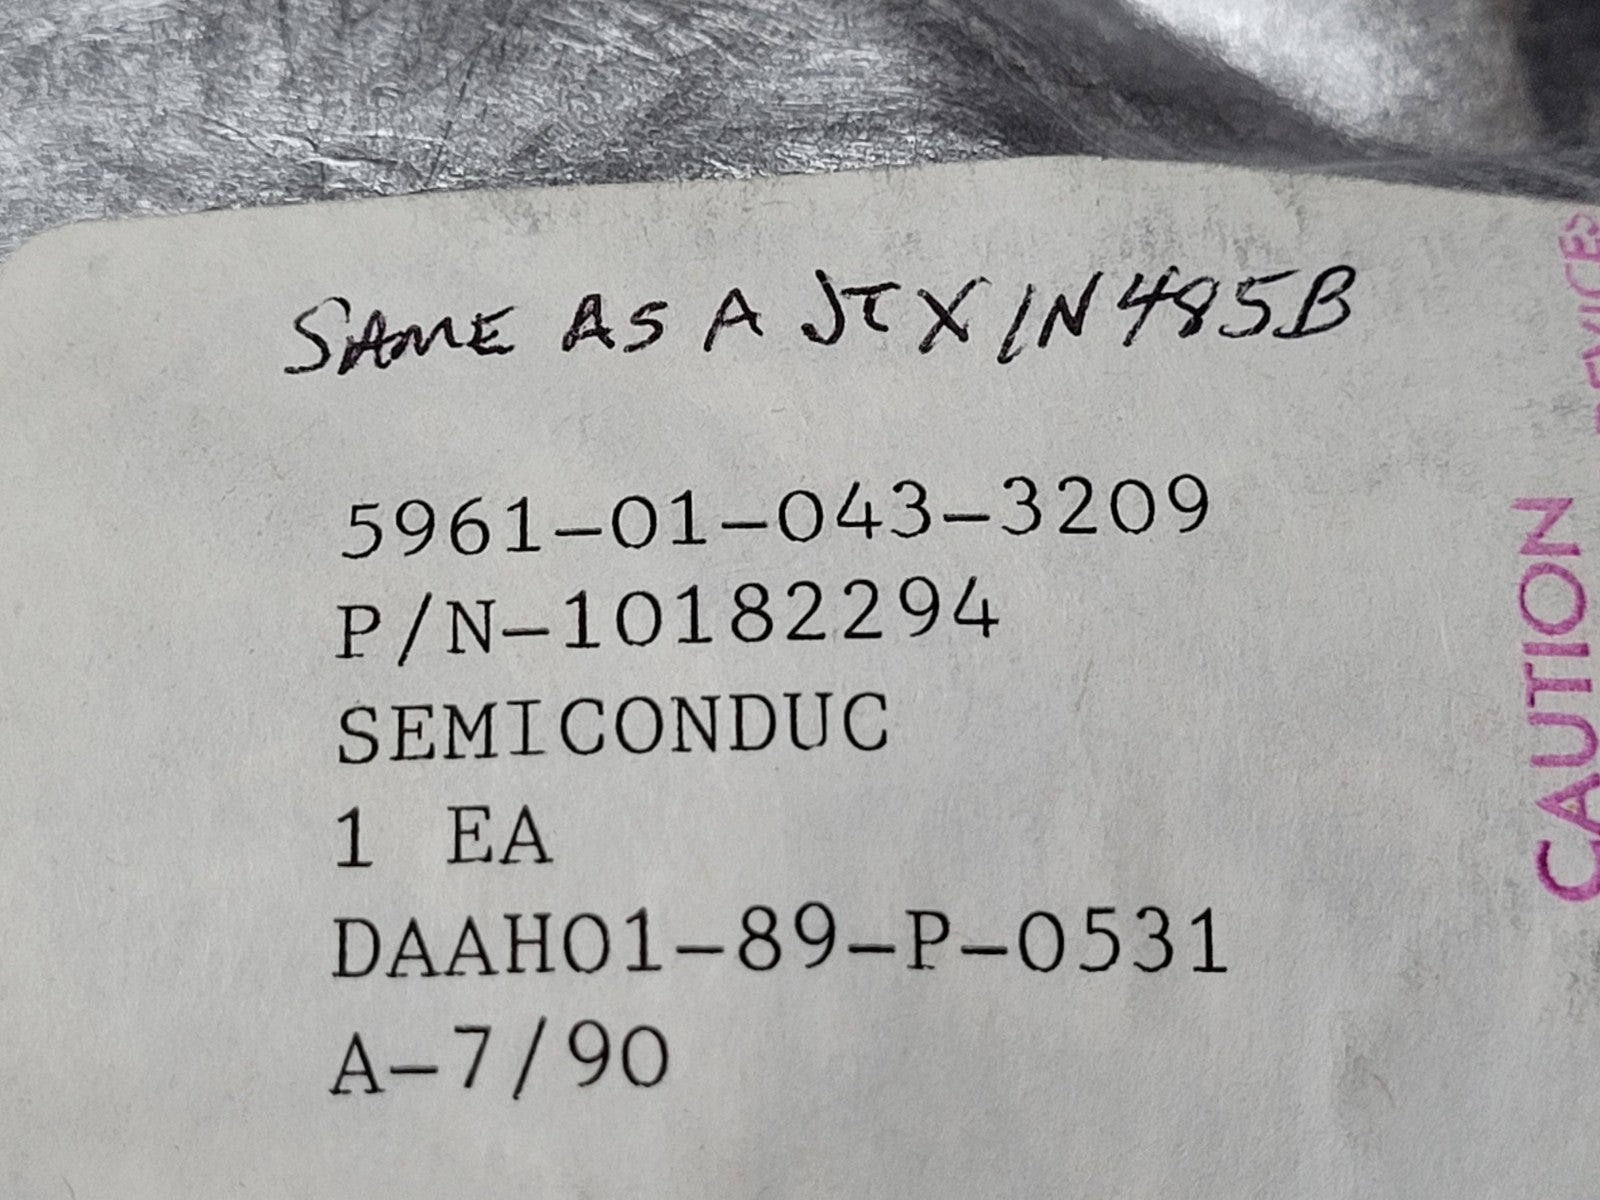 SAME AS A JTX IN485B
5961-01-043-3209
P/N-10182294
SEMICONDUC
1 EA
DAAH01-89-P-0531
A-7/90
CAUTION